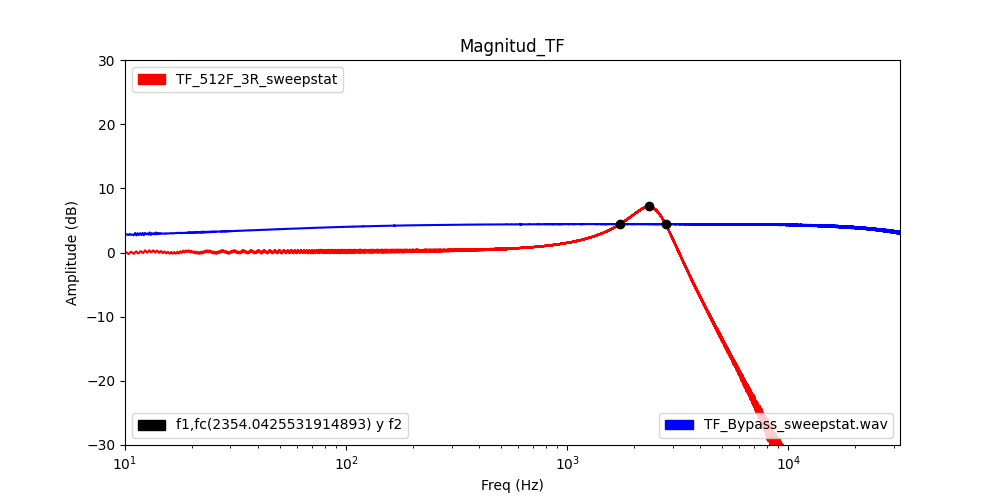 Magnitud_TF
Amplitude (dB)
30
20
10
0
−10
−20
−30
TF_512F_3R_sweepstat
f1,fc(2354.0425531914893) y f2
TF_Bypass_sweepstat.wav
10¹
10²
10³
10⁴
Freq (Hz)